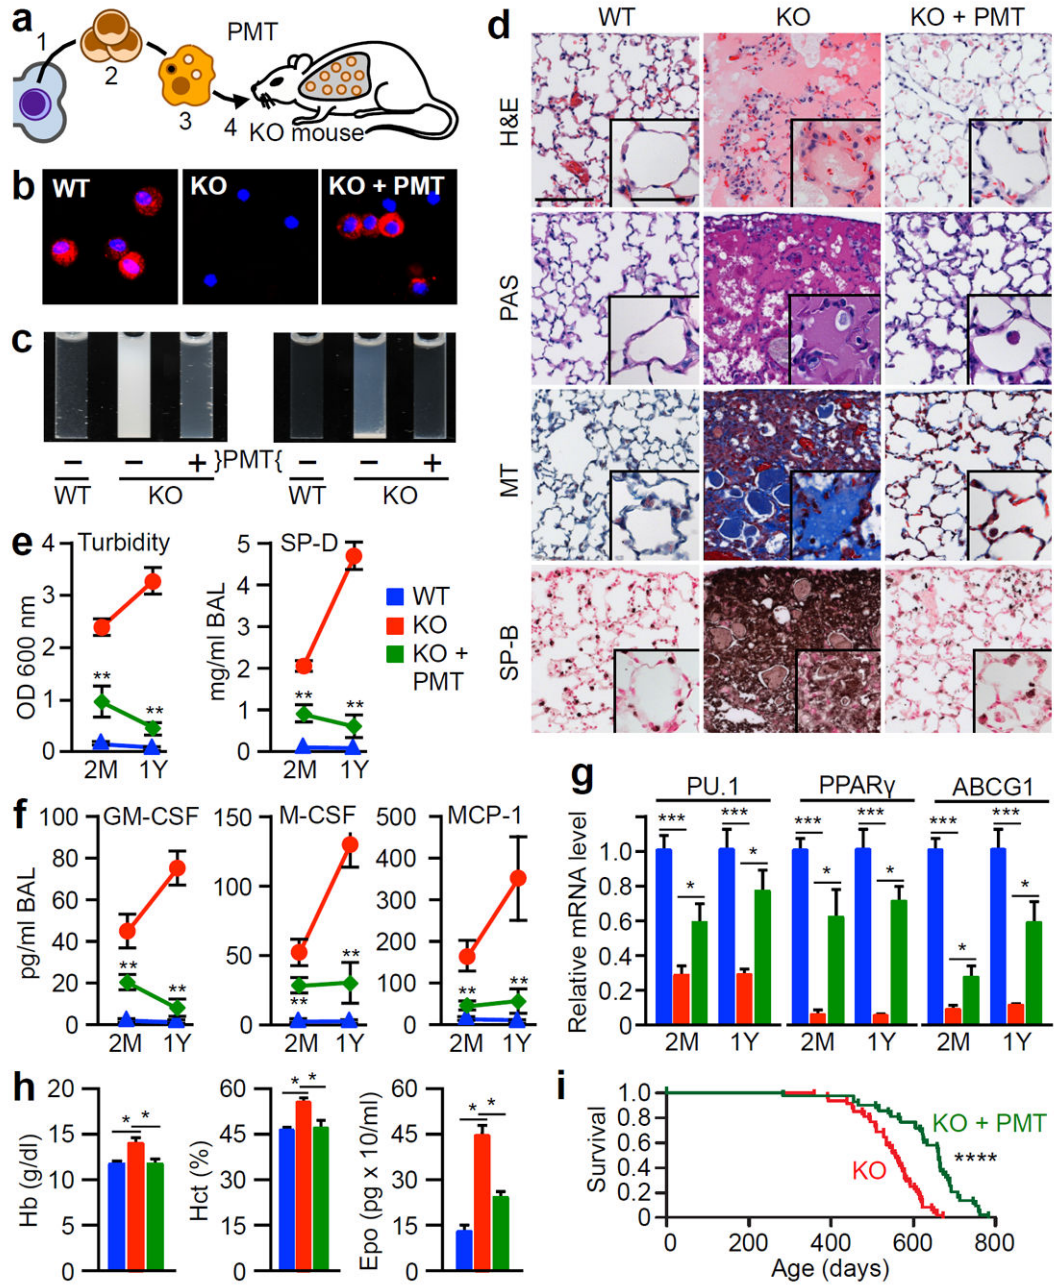 a
PMT
1
2
3
4
KO mouse
b
WT
KO
KO + PMT
c
− − + }PMT{ − − +
WT KO WT KO
d
WT KO KO + PMT
H&E
PAS
MT
SP-B
e
Turbidity
OD 600 nm
4
3
2
1
0
2M 1Y
SP-D
mg/ml BAL
5
4
3
2
1
0
2M 1Y
** **
** **
WT
KO
KO +
PMT
f
GM-CSF
pg/ml BAL
100
80
60
40
20
0
** **
2M 1Y
M-CSF
150
100
50
0
** **
2M 1Y
MCP-1
500
400
300
200
100
0
** **
2M 1Y
g
PU.1 PPARγ ABCG1
Relative mRNA level
1.0
0.8
0.6
0.4
0.2
0
*** *** *** *** *** ***
* * * * * *
2M 1Y 2M 1Y 2M 1Y
h
Hb (g/dl)
20
15
10
5
0
* *
Hct (%)
60
45
30
15
0
* *
Epo (pg x 10/ml)
60
45
30
15
0
* *
i
Survival
1.0
0.8
0.6
0.4
0.2
0
KO + PMT
****
KO
0 200 400 600 800
Age (days)